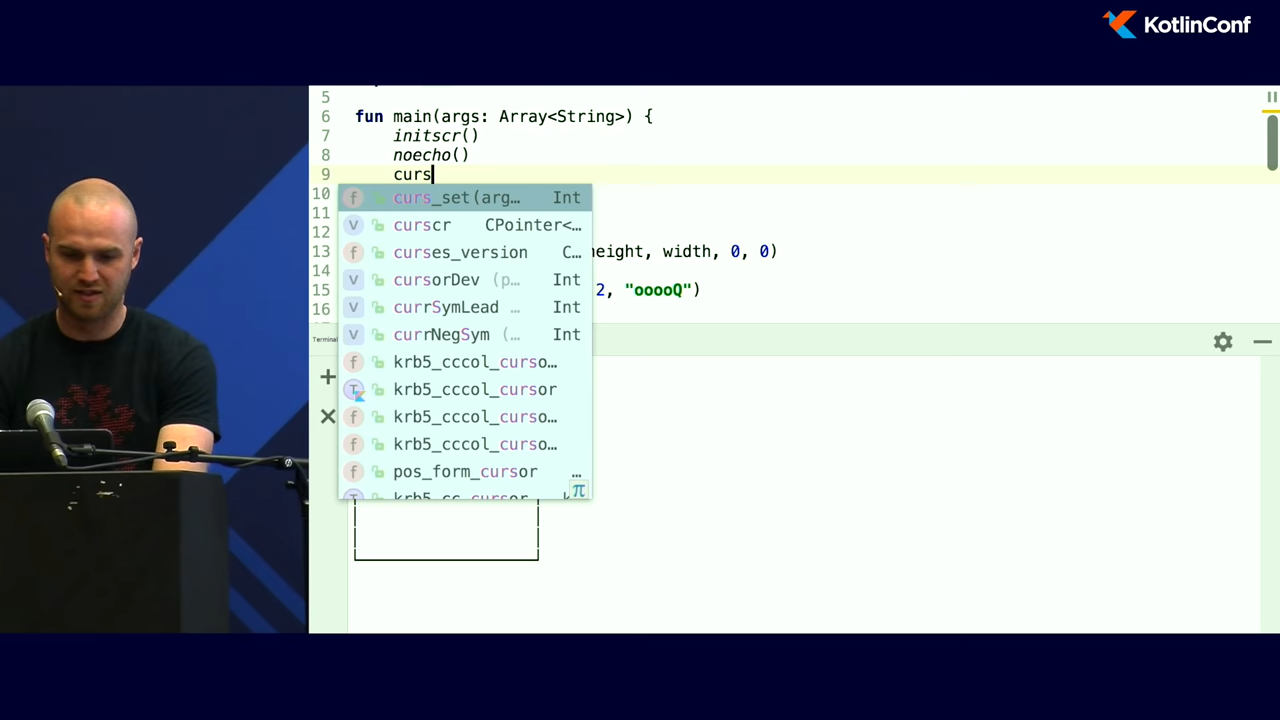 KotlinConf
5
6 fun main(args: Array<String>) {
7 initscr()
8 noecho()
9 curs
10
11
12
13 height, width, 0, 0)
14
15 2, "ooooQ")
16
curs_set(arg… Int
curscr CPointer<…
curses_version C…
cursorDev (p… Int
currSymLead … Int
currNegSym (… Int
krb5_cccol_curso…
krb5_cccol_cursor
krb5_cccol_curso…
krb5_cccol_curso…
pos_form_cursor …
krb5_cc_cursor
π
Terminal